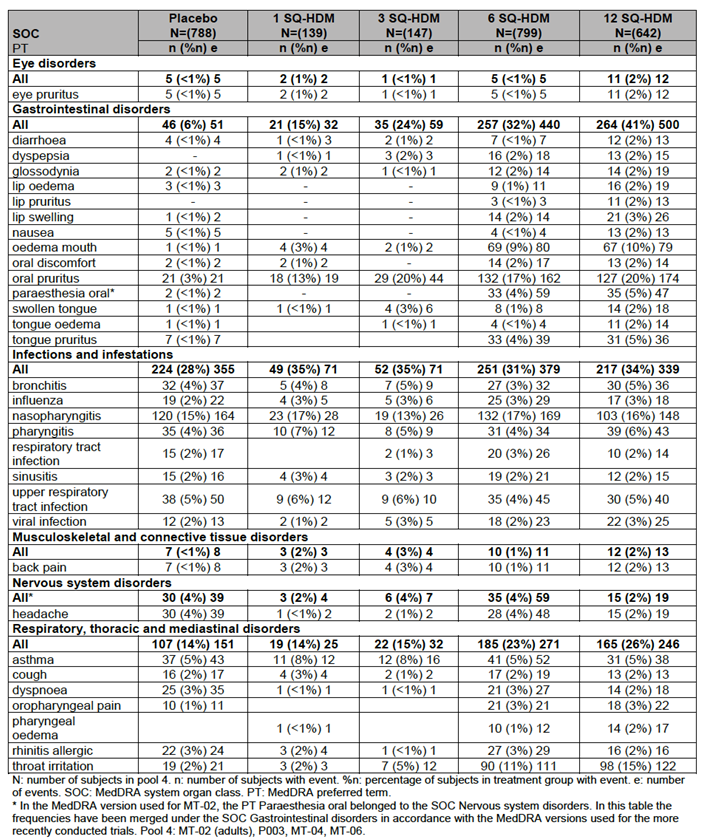 SOC Placebo N=(788) 1 SQ-HDM N=(139) 3 SQ-HDM N=(147) 6 SQ-HDM N=(799) 12 SQ-HDM N=(642)
PT n (%n) e n (%n) e n (%n) e n (%n) e n (%n) e
Eye disorders
All 5 (<1%) 5 2 (1%) 2 1 (<1%) 1 5 (<1%) 5 11 (2%) 12
eye pruritus 5 (<1%) 5 2 (1%) 2 1 (<1%) 1 5 (<1%) 5 11 (2%) 12
Gastrointestinal disorders
All 46 (6%) 51 21 (15%) 32 35 (24%) 59 257 (32%) 440 264 (41%) 500
diarrhoea 4 (<1%) 4 1 (<1%) 3 2 (1%) 2 7 (<1%) 7 12 (2%) 13
dyspepsia - 1 (<1%) 1 3 (2%) 3 16 (2%) 18 13 (2%) 15
glossodynia 2 (<1%) 2 2 (1%) 2 1 (<1%) 1 12 (2%) 14 14 (2%) 19
lip oedema 3 (<1%) 3 - - 9 (1%) 11 16 (2%) 19
lip pruritus - - - 3 (<1%) 3 11 (2%) 13
lip swelling 1 (<1%) 2 - - 14 (2%) 14 21 (3%) 26
nausea 5 (<1%) 5 - - 4 (<1%) 4 13 (2%) 13
oedema mouth 1 (<1%) 1 4 (3%) 4 2 (1%) 2 69 (9%) 80 67 (10%) 79
oral discomfort 2 (<1%) 2 2 (1%) 2 - 14 (2%) 17 13 (2%) 14
oral pruritus 21 (3%) 21 18 (13%) 19 29 (20%) 44 132 (17%) 162 127 (20%) 174
paraesthesia oral* 2 (<1%) 2 - - 33 (4%) 59 35 (5%) 47
swollen tongue 1 (<1%) 1 1 (<1%) 1 4 (3%) 6 8 (1%) 8 14 (2%) 18
tongue oedema 1 (<1%) 1 1 (<1%) 1 4 (<1%) 4 11 (2%) 14
tongue pruritus 7 (<1%) 7 33 (4%) 39 31 (5%) 36
Infections and infestations
All 224 (28%) 355 49 (35%) 71 52 (35%) 71 251 (31%) 379 217 (34%) 339
bronchitis 32 (4%) 37 5 (4%) 8 7 (5%) 9 27 (3%) 32 30 (5%) 36
influenza 19 (2%) 22 4 (3%) 5 5 (3%) 6 25 (3%) 29 17 (3%) 18
nasopharyngitis 120 (15%) 164 23 (17%) 28 19 (13%) 26 132 (17%) 169 103 (16%) 148
pharyngitis 35 (4%) 36 10 (7%) 12 8 (5%) 9 31 (4%) 34 39 (6%) 43
respiratory tract
infection 15 (2%) 17 2 (1%) 3 20 (3%) 26 10 (2%) 14
sinusitis 15 (2%) 16 4 (3%) 4 3 (2%) 3 19 (2%) 21 12 (2%) 15
upper respiratory
tract infection 38 (5%) 50 9 (6%) 12 9 (6%) 10 35 (4%) 45 30 (5%) 40
viral infection 12 (2%) 13 2 (1%) 2 5 (3%) 5 18 (2%) 23 22 (3%) 25
Musculoskeletal and connective tissue disorders
All 7 (<1%) 8 3 (2%) 3 4 (3%) 4 10 (1%) 11 12 (2%) 13
back pain 7 (<1%) 8 3 (2%) 3 4 (3%) 4 10 (1%) 11 12 (2%) 13
Nervous system disorders
All* 30 (4%) 39 3 (2%) 4 6 (4%) 7 35 (4%) 59 15 (2%) 19
headache 30 (4%) 39 1 (<1%) 2 2 (1%) 2 28 (4%) 48 15 (2%) 19
Respiratory, thoracic and mediastinal disorders
All 107 (14%) 151 19 (14%) 25 22 (15%) 32 185 (23%) 271 165 (26%) 246
asthma 37 (5%) 43 11 (8%) 12 12 (8%) 16 41 (5%) 52 31 (5%) 38
cough 16 (2%) 17 4 (3%) 4 2 (1%) 2 17 (2%) 19 13 (2%) 13
dyspnoea 25 (3%) 35 1 (<1%) 1 1 (<1%) 1 21 (3%) 27 14 (2%) 18
oropharyngeal pain 10 (1%) 11 21 (3%) 21 18 (3%) 22
pharyngeal
oedema 1 (<1%) 1 10 (1%) 12 14 (2%) 17
rhinitis allergic 22 (3%) 24 3 (2%) 4 1 (<1%) 1 27 (3%) 29 16 (2%) 16
throat irritation 19 (2%) 21 3 (2%) 3 7 (5%) 12 90 (11%) 111 98 (15%) 122
N: number of subjects in pool 4. n: number of subjects with event. %n: percentage of subjects in treatment group with event. e: number
of events. SOC: MedDRA system organ class. PT: MedDRA preferred term.
* In the MedDRA version used for MT-02, the PT Paraesthesia oral belonged to the SOC Nervous system disorders. In this table the
frequencies have been merged under the SOC Gastrointestinal disorders in accordance with the MedDRA versions used for the more
recently conducted trials. Pool 4: MT-02 (adults), P003, MT-04, MT-06.